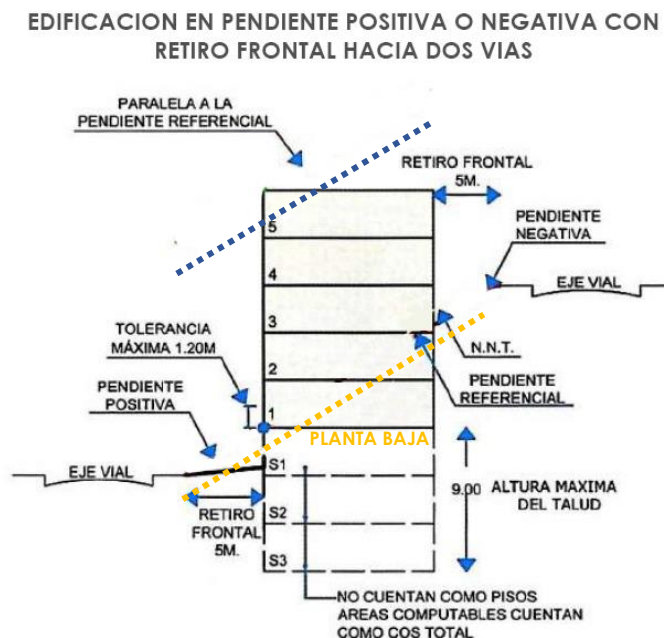 EDIFICACION EN PENDIENTE POSITIVA O NEGATIVA CON
RETIRO FRONTAL HACIA DOS VIAS
PARALELA A LA
PENDIENTE REFERENCIAL
RETIRO FRONTAL
5M.
PENDIENTE
NEGATIVA
EJE VIAL
5
4
3
2
1
TOLERANCIA
MÁXIMA 1.20M
N.N.T.
PENDIENTE
REFERENCIAL
PENDIENTE
POSITIVA
PLANTA BAJA
EJE VIAL
S1
S2
S3
RETIRO
FRONTAL
5M.
9.00 ALTURA MAXIMA
DEL TALUD
NO CUENTAN COMO PISOS
AREAS COMPUTABLES CUENTAN
COMO COS TOTAL